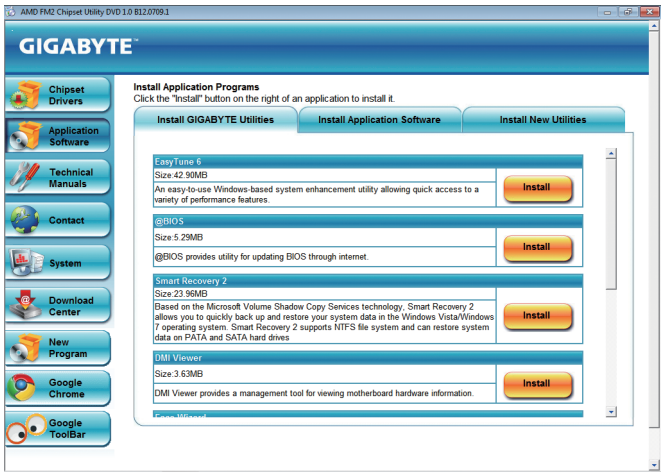 AMD FM2 Chipset Utility DVD 1.0 B12.0709.1
GIGABYTE™
Chipset
Drivers
Application
Software
Technical
Manuals
Contact
System
Download
Center
New
Program
Google
Chrome
Google
ToolBar
Install Application Programs
Click the "Install" button on the right of an application to install it.
Install GIGABYTE Utilities
Install Application Software
Install New Utilities
EasyTune 6
Size:42.90MB
An easy-to-use Windows-based system enhancement utility allowing quick access to a
variety of performance features.
Install
@BIOS
Size:5.29MB
@BIOS provides utility for updating BIOS through internet.
Install
Smart Recovery 2
Size:23.96MB
Based on the Microsoft Volume Shadow Copy Services technology, Smart Recovery 2
allows you to quickly back up and restore your system data in the Windows Vista/Windows
7 operating system. Smart Recovery 2 supports NTFS file system and can restore system
data on PATA and SATA hard drives
Install
DMI Viewer
Size:3.63MB
DMI Viewer provides a management tool for viewing motherboard hardware information.
Install